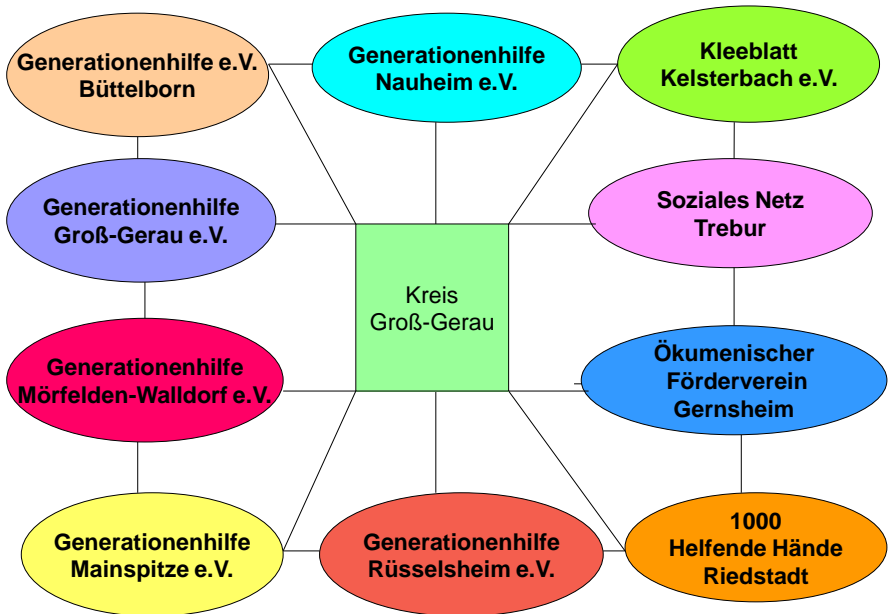 Generationenhilfe e.V.
Büttelborn
Generationenhilfe
Nauheim e.V.
Kleeblatt
Kelsterbach e.V.
Generationenhilfe
Groß-Gerau e.V.
Soziales Netz
Trebur
Kreis
Groß-Gerau
Generationenhilfe
Mörfelden-Walldorf e.V.
Ökumenischer
Förderverein
Gernsheim
Generationenhilfe
Mainspitze e.V.
Generationenhilfe
Rüsselsheim e.V.
1000
Helfende Hände
Riedstadt